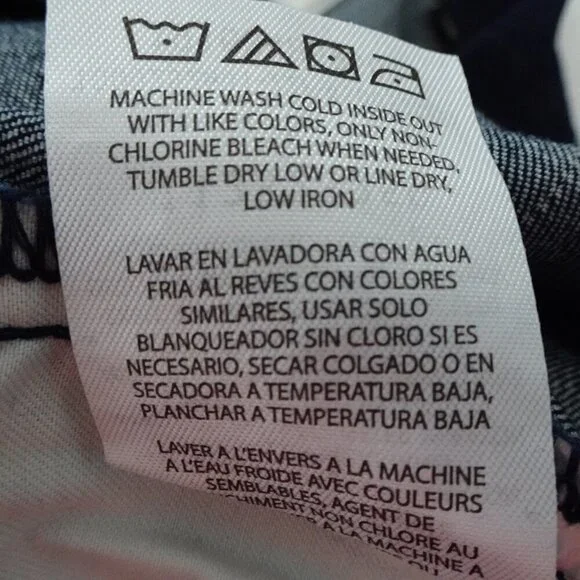 MACHINE WASH COLD INSIDE OUT
WITH LIKE COLORS, ONLY NON-
CHLORINE BLEACH WHEN NEEDED,
TUMBLE DRY LOW OR LINE DRY,
LOW IRON
LAVAR EN LAVADORA CON AGUA
FRIA AL REVES CON COLORES
SIMILARES, USAR SOLO
BLANQUEADOR SIN CLORO SI ES
NECESARIO, SECAR COLGADO O EN
SECADORA A TEMPERATURA BAJA,
PLANCHAR A TEMPERATURA BAJA
LAVER A L'ENVERS A LA MACHINE
A L'EAU FROIDE AVEC COULEURS
SEMBLABLES, AGENT DE
NON CHLORE AU
A LA MACHINE A